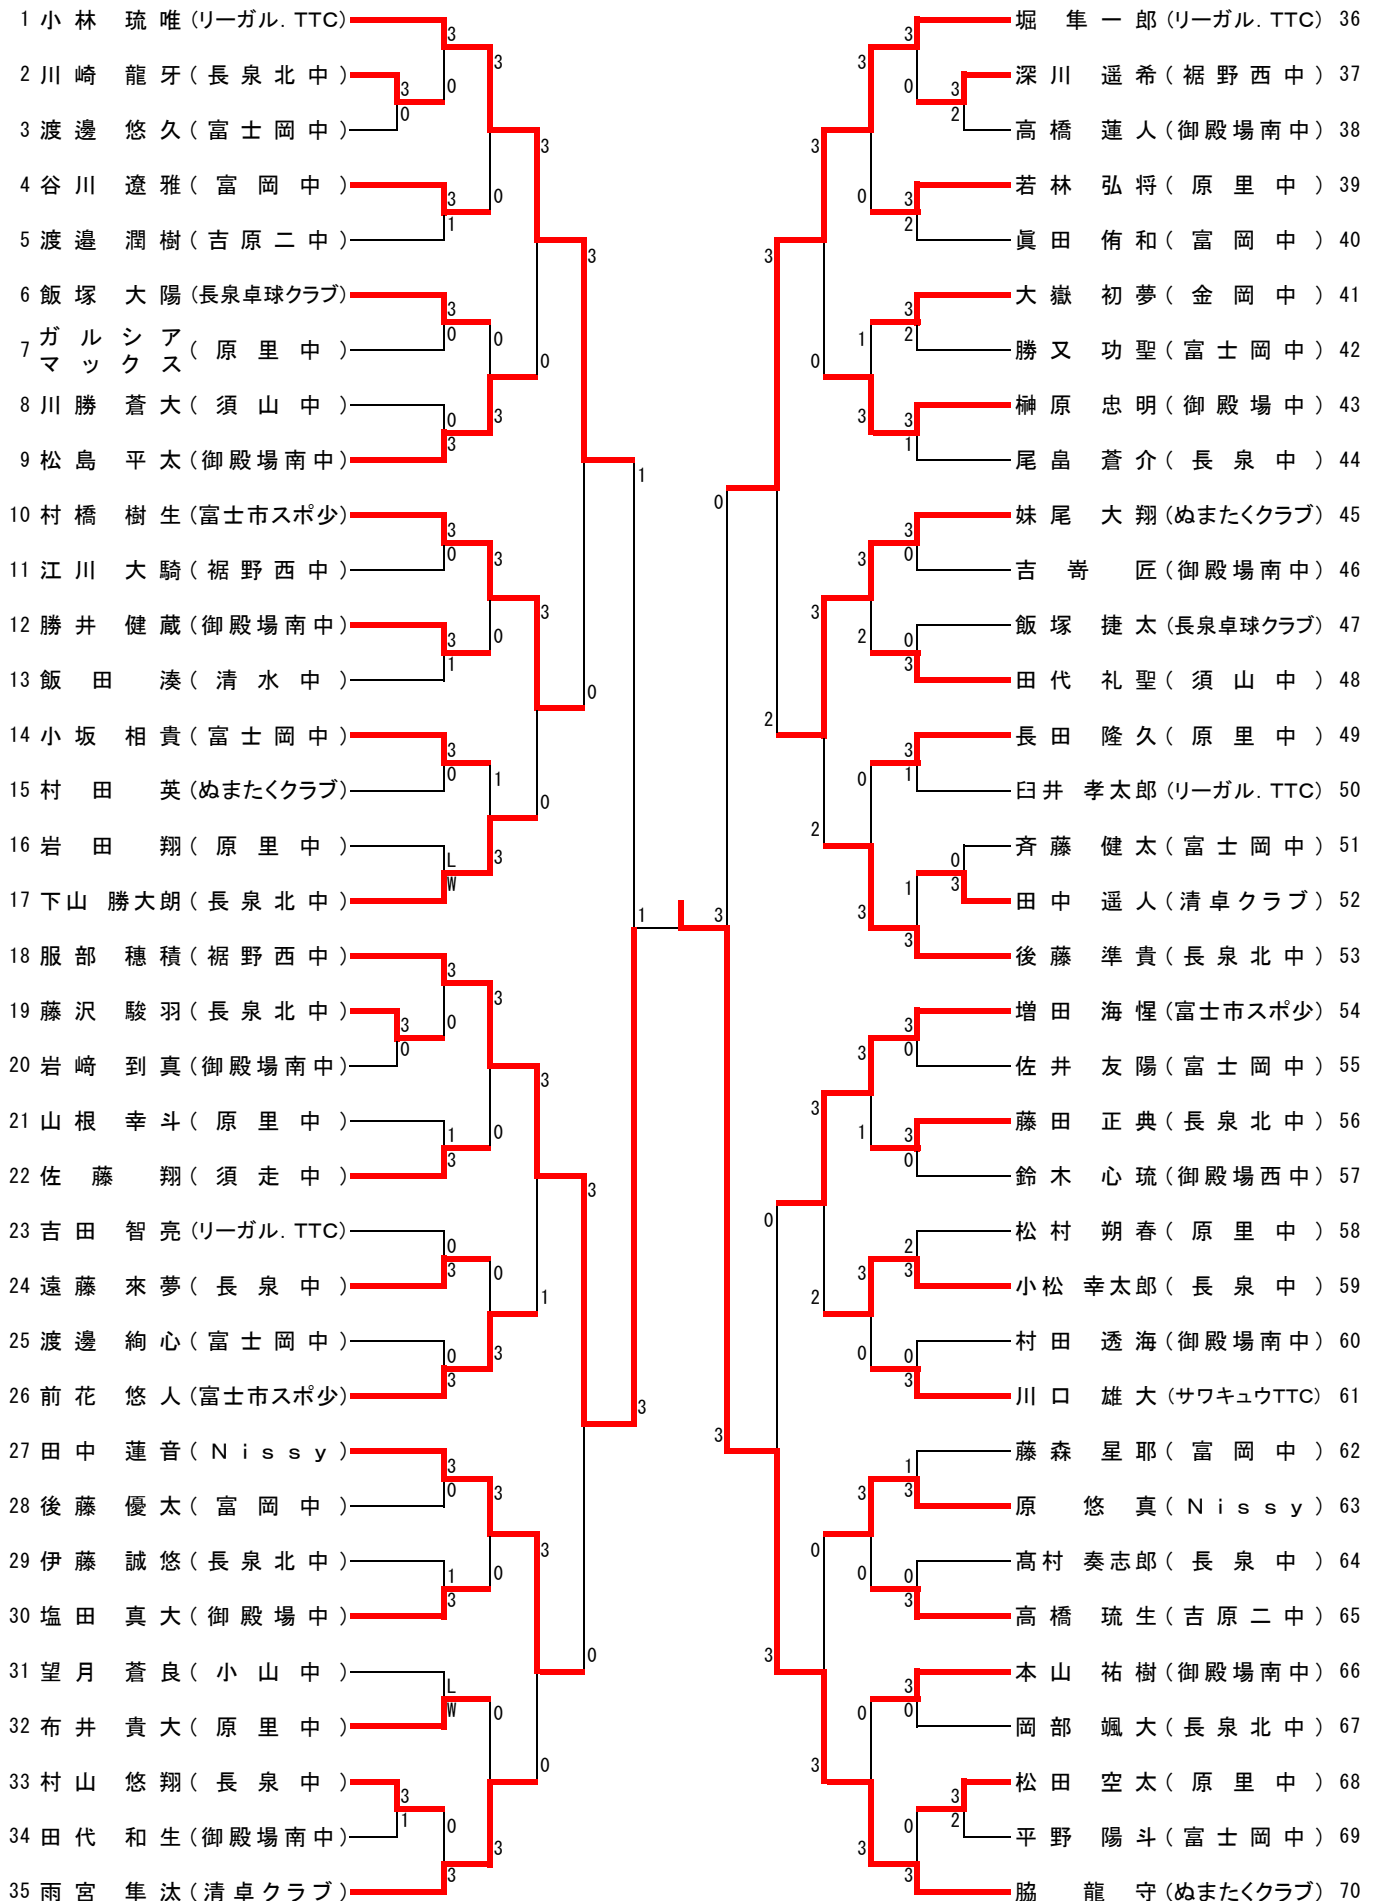 1 小林 琉唯 (リーガル．TTC)
2 川崎 龍牙 (長泉北中)
3 渡邊 悠久 (富士岡中)
4 谷川 遼雅 (富岡中)
5 渡邉 潤樹 (吉原二中)
6 飯塚 大陽 (長泉卓球クラブ)
7 ガルシア マックス (原里中)
8 川勝 蒼大 (須山中)
9 松島 平太 (御殿場南中)
10 村橋 樹生 (富士市スポ少)
11 江川 大騎 (裾野西中)
12 勝井 健蔵 (御殿場南中)
13 飯田 湊 (清水中)
14 小坂 相貴 (富士岡中)
15 村田 英 (ぬまたくクラブ)
16 岩田 翔 (原里中)
17 下山 勝大朗 (長泉北中)
18 服部 穂積 (裾野西中)
19 藤沢 駿羽 (長泉北中)
20 岩﨑 到真 (御殿場南中)
21 山根 幸斗 (原里中)
22 佐藤 翔 (須走中)
23 吉田 智亮 (リーガル．TTC)
24 遠藤 來夢 (長泉中)
25 渡邊 絢心 (富士岡中)
26 前花 悠人 (富士市スポ少)
27 田中 蓮音 (Nissy)
28 後藤 優太 (富岡中)
29 伊藤 誠悠 (長泉北中)
30 塩田 真大 (御殿場中)
31 望月 蒼良 (小山中)
32 布井 貴大 (原里中)
33 村山 悠翔 (長泉中)
34 田代 和生 (御殿場南中)
35 雨宮 隼汰 (清卓クラブ)
堀 隼一郎 (リーガル．TTC) 36
深川 遥希 (裾野西中) 37
高橋 蓮人 (御殿場南中) 38
若林 弘将 (原里中) 39
眞田 侑和 (富岡中) 40
大嶽 初夢 (金岡中) 41
勝又 功聖 (富士岡中) 42
榊原 忠明 (御殿場中) 43
尾畠 蒼介 (長泉中) 44
妹尾 大翔 (ぬまたくクラブ) 45
吉嵜 匠 (御殿場南中) 46
飯塚 捷太 (長泉卓球クラブ) 47
田代 礼聖 (須山中) 48
長田 隆久 (原里中) 49
臼井 孝太郎 (リーガル．TTC) 50
斉藤 健太 (富士岡中) 51
田中 遥人 (清卓クラブ) 52
後藤 準貴 (長泉北中) 53
増田 海惺 (富士市スポ少) 54
佐井 友陽 (富士岡中) 55
藤田 正典 (長泉北中) 56
鈴木 心琉 (御殿場西中) 57
松村 朔春 (原里中) 58
小松 幸太郎 (長泉中) 59
村田 透海 (御殿場南中) 60
川口 雄大 (サワキュウTTC) 61
藤森 星耶 (富岡中) 62
原 悠真 (Nissy) 63
髙村 奏志郎 (長泉中) 64
高橋 琉生 (吉原二中) 65
本山 祐樹 (御殿場南中) 66
岡部 颯大 (長泉北中) 67
松田 空太 (原里中) 68
平野 陽斗 (富士岡中) 69
脇 龍守 (ぬまたくクラブ) 70